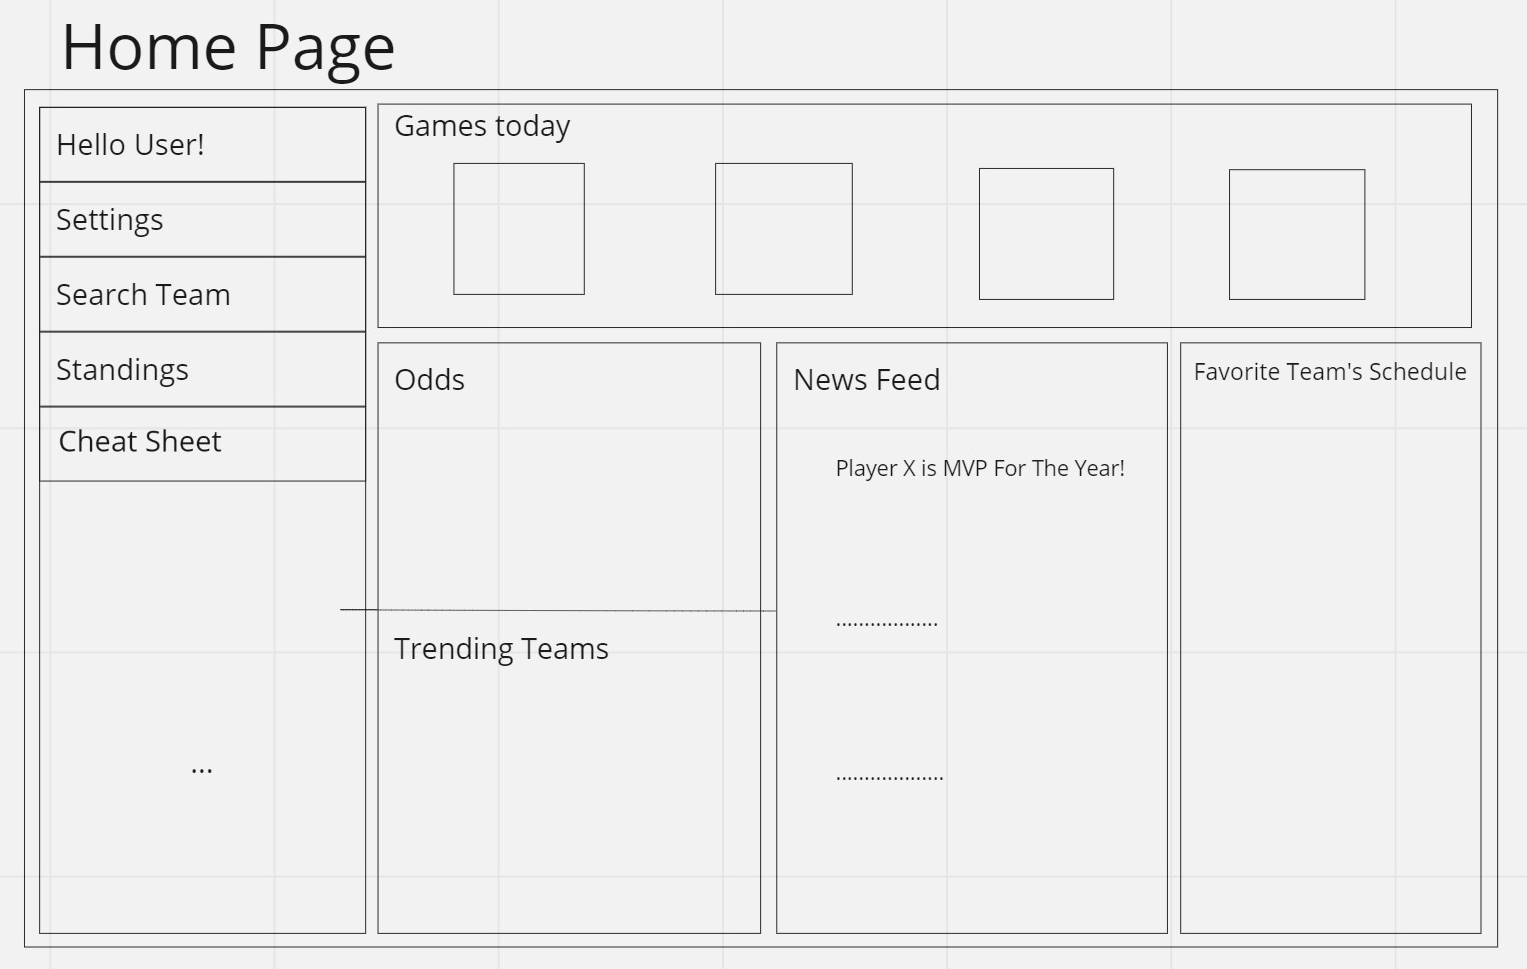 Home Page
Hello User!
Settings
Search Team
Standings
Cheat Sheet
...
Games today
Odds
Trending Teams
News Feed
Player X is MVP For The Year!
..................
...................
Favorite Team's Schedule